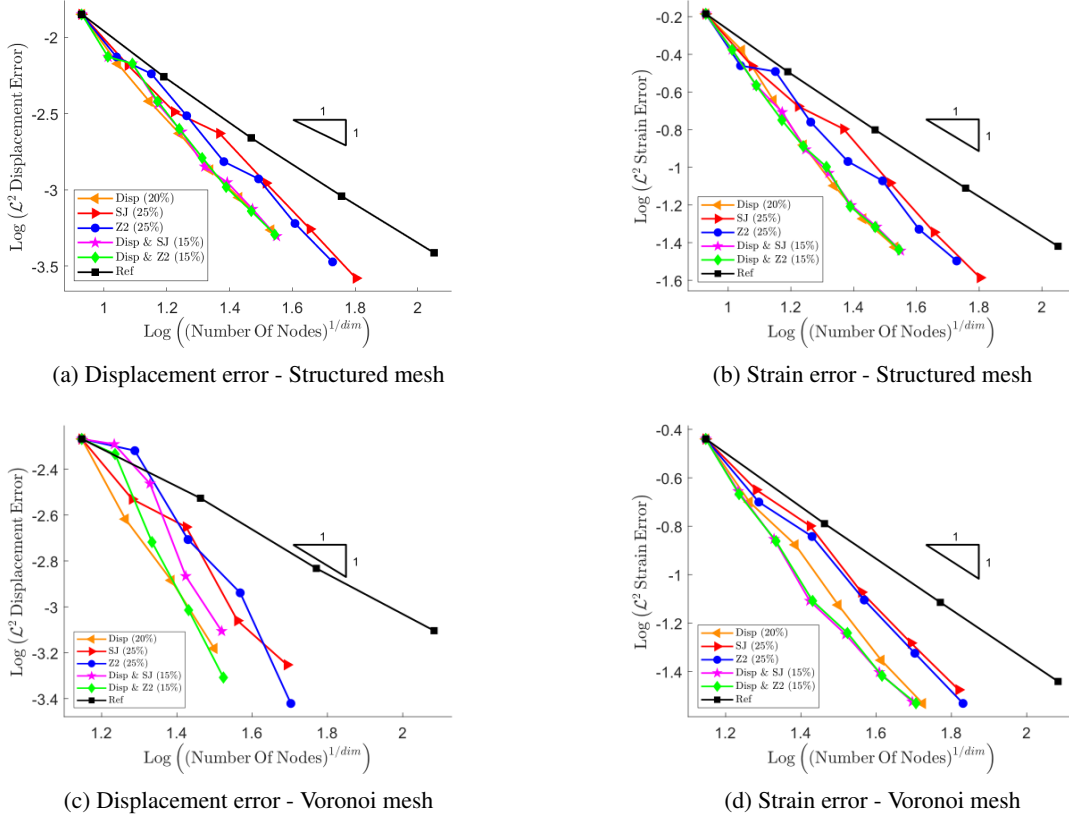 -2
-2.5
-3
-3.5
Log (𝓛² Displacement Error)
1
1
Disp (20%)
SJ (25%)
Z2 (25%)
Disp & SJ (15%)
Disp & Z2 (15%)
Ref
1 1.2 1.4 1.6 1.8 2
Log ((Number Of Nodes)^{1/dim})
(a) Displacement error - Structured mesh
-0.2
-0.4
-0.6
-0.8
-1
-1.2
-1.4
-1.6
Log (𝓛² Strain Error)
1
1
Disp (20%)
SJ (25%)
Z2 (25%)
Disp & SJ (15%)
Disp & Z2 (15%)
Ref
1 1.2 1.4 1.6 1.8 2
Log ((Number Of Nodes)^{1/dim})
(b) Strain error - Structured mesh
-2.4
-2.6
-2.8
-3
-3.2
-3.4
Log (𝓛² Displacement Error)
1
1
Disp (20%)
SJ (25%)
Z2 (25%)
Disp & SJ (15%)
Disp & Z2 (15%)
Ref
1.2 1.4 1.6 1.8 2
Log ((Number Of Nodes)^{1/dim})
(c) Displacement error - Voronoi mesh
-0.4
-0.6
-0.8
-1
-1.2
-1.4
Log (𝓛² Strain Error)
1
1
Disp (20%)
SJ (25%)
Z2 (25%)
Disp & SJ (15%)
Disp & Z2 (15%)
Ref
1.2 1.4 1.6 1.8 2
Log ((Number Of Nodes)^{1/dim})
(d) Strain error - Voronoi mesh